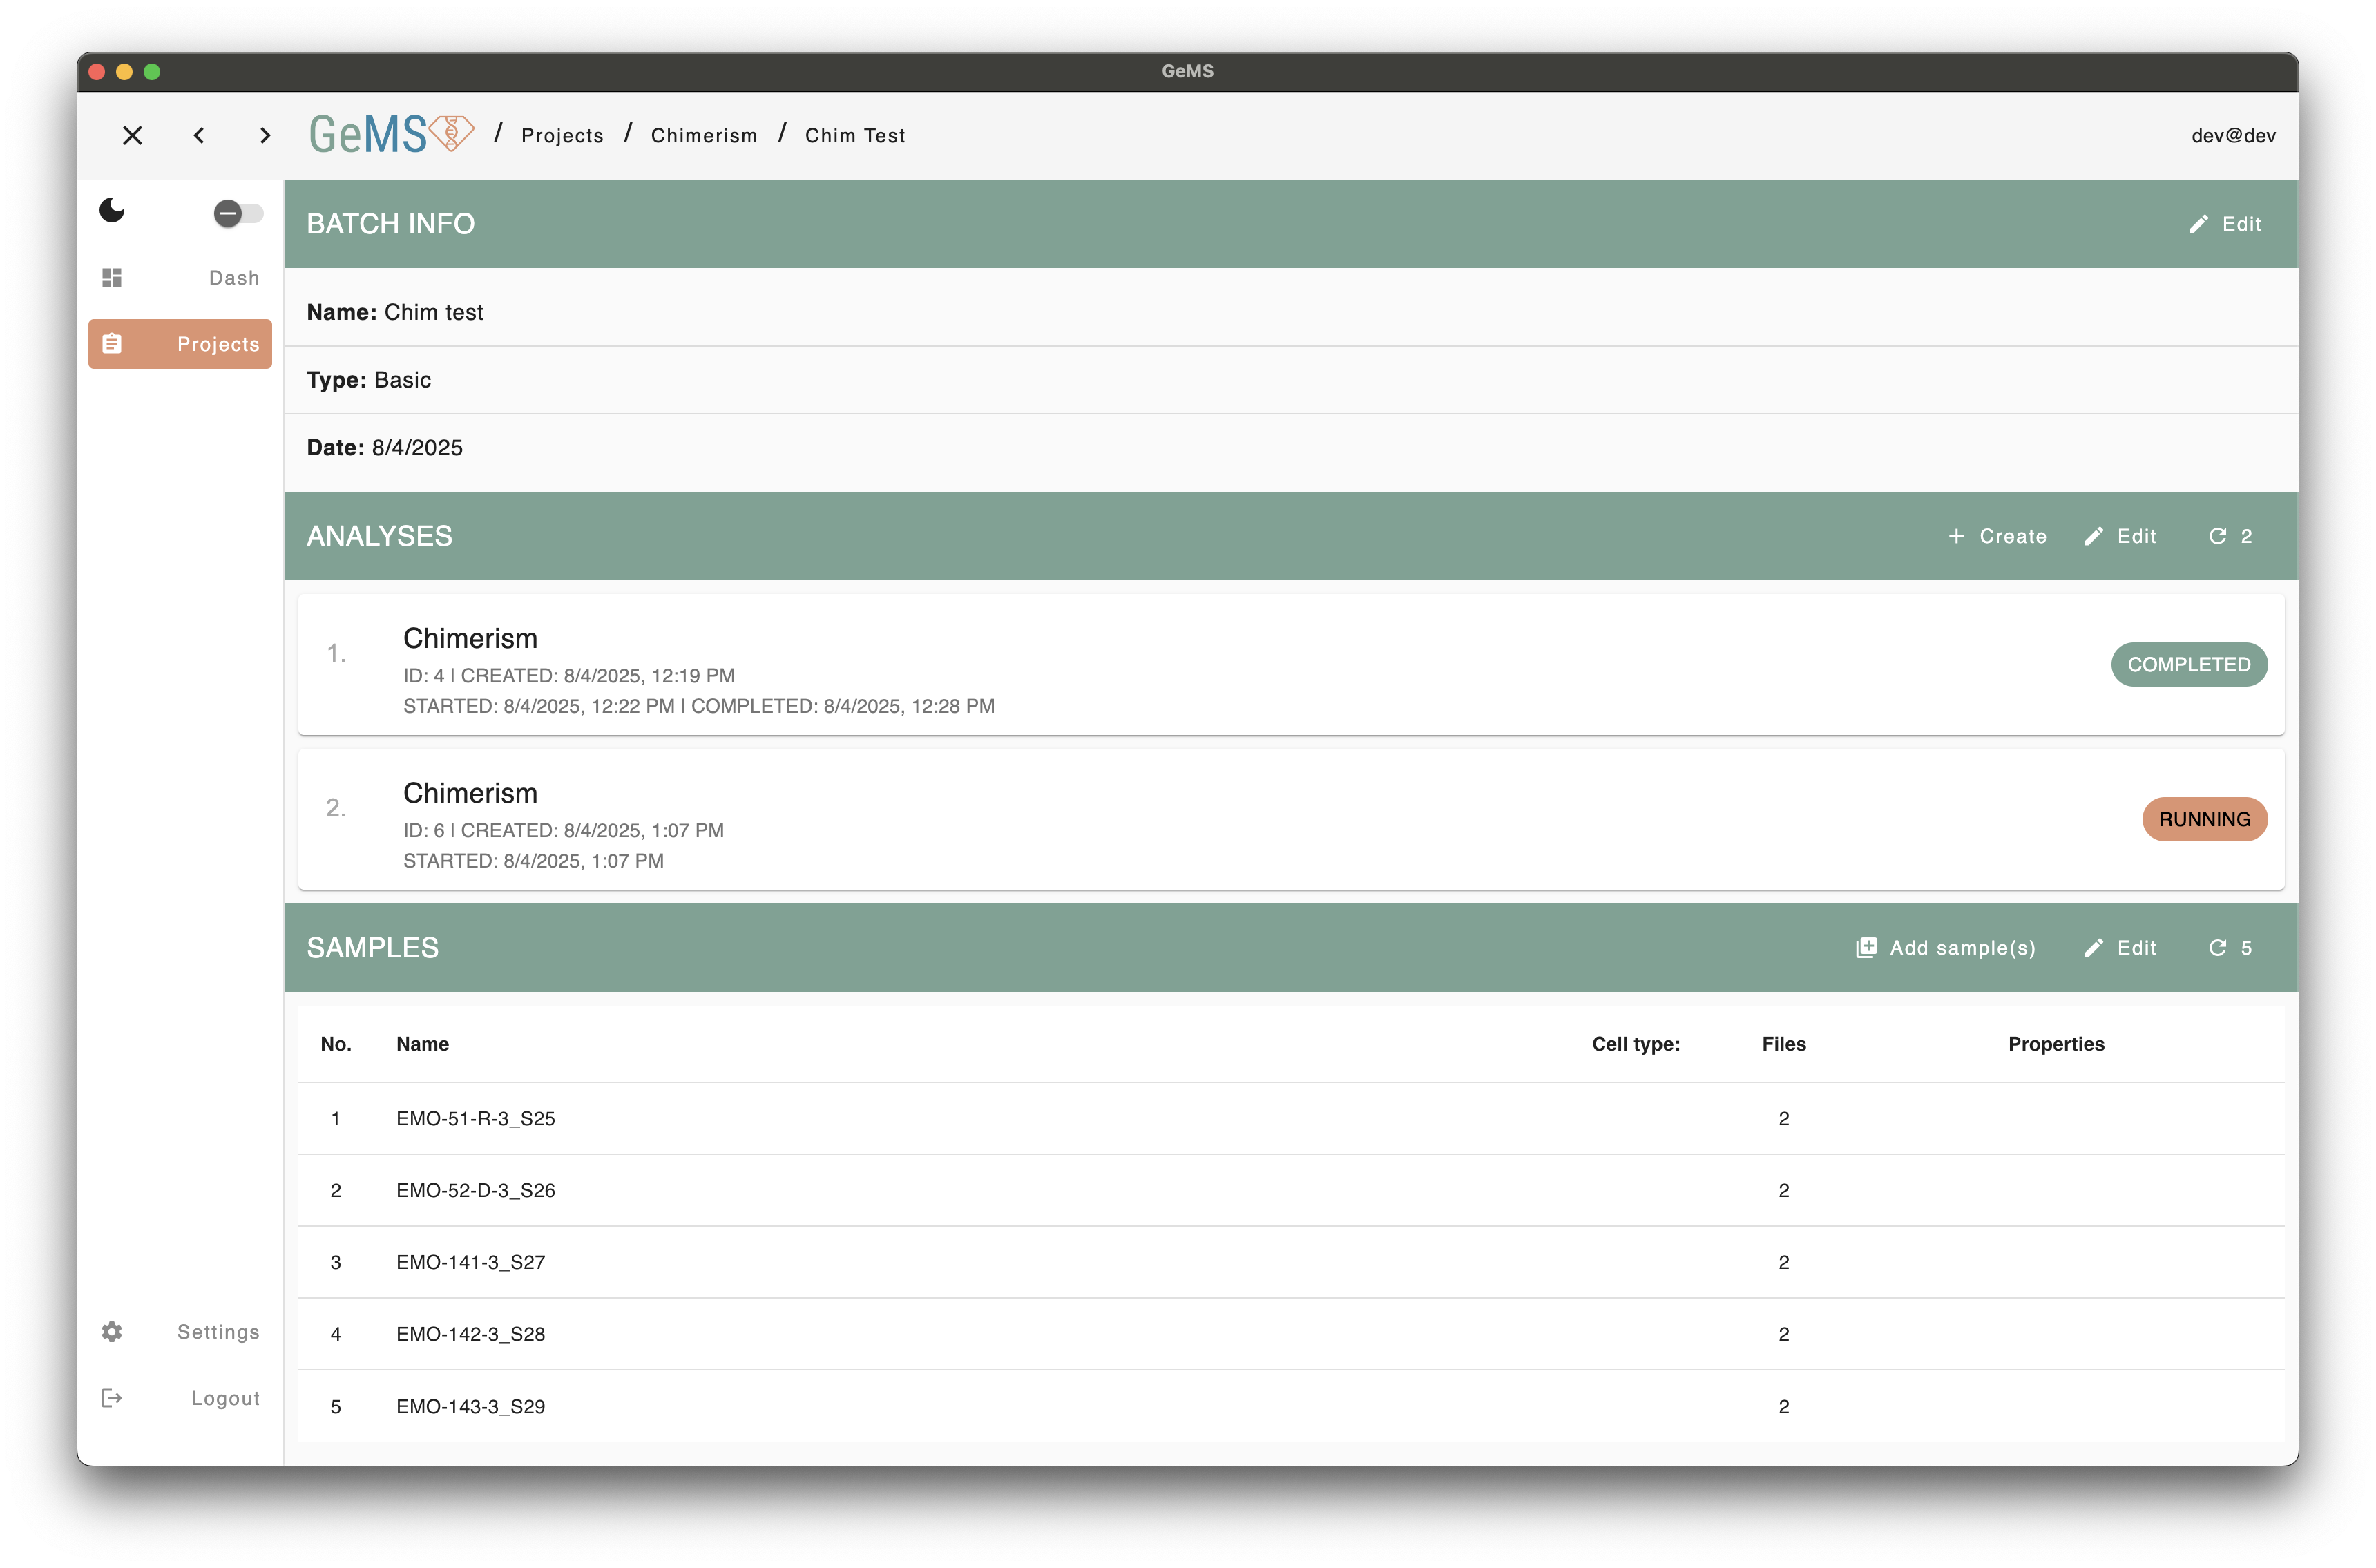 GeMS
GeMS / Projects / Chimerism / Chim Test
dev@dev
Dash
Projects
Settings
Logout
BATCH INFO
Edit
Name: Chim test
Type: Basic
Date: 8/4/2025
ANALYSES
Create
Edit
2
1.
Chimerism
ID: 4 | CREATED: 8/4/2025, 12:19 PM
STARTED: 8/4/2025, 12:22 PM | COMPLETED: 8/4/2025, 12:28 PM
COMPLETED
2.
Chimerism
ID: 6 | CREATED: 8/4/2025, 1:07 PM
STARTED: 8/4/2025, 1:07 PM
RUNNING
SAMPLES
Add sample(s)
Edit
5
No. Name Cell type: Files Properties
1 EMO-51-R-3_S25 2
2 EMO-52-D-3_S26 2
3 EMO-141-3_S27 2
4 EMO-142-3_S28 2
5 EMO-143-3_S29 2